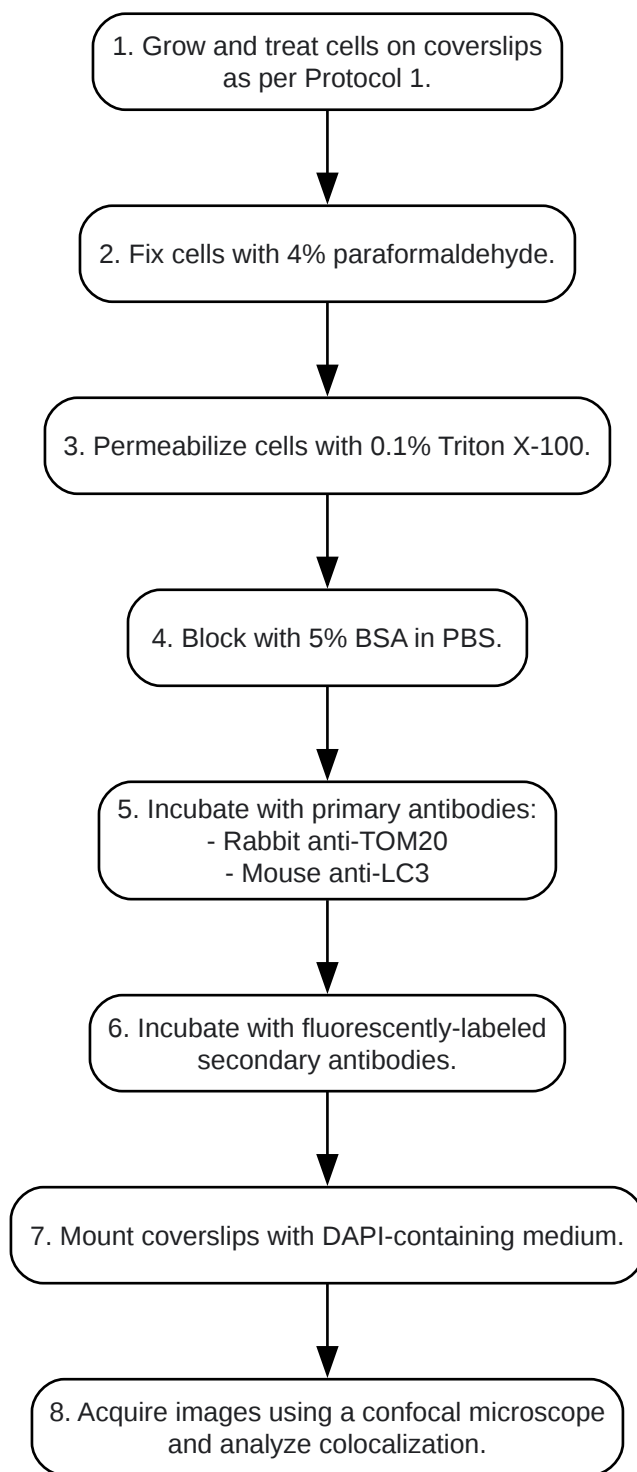 1. Grow and treat cells on coverslips
as per Protocol 1.
2. Fix cells with 4% paraformaldehyde.
3. Permeabilize cells with 0.1% Triton X-100.
4. Block with 5% BSA in PBS.
5. Incubate with primary antibodies:
- Rabbit anti-TOM20
- Mouse anti-LC3
6. Incubate with fluorescently-labeled
secondary antibodies.
7. Mount coverslips with DAPI-containing medium.
8. Acquire images using a confocal microscope
and analyze colocalization.